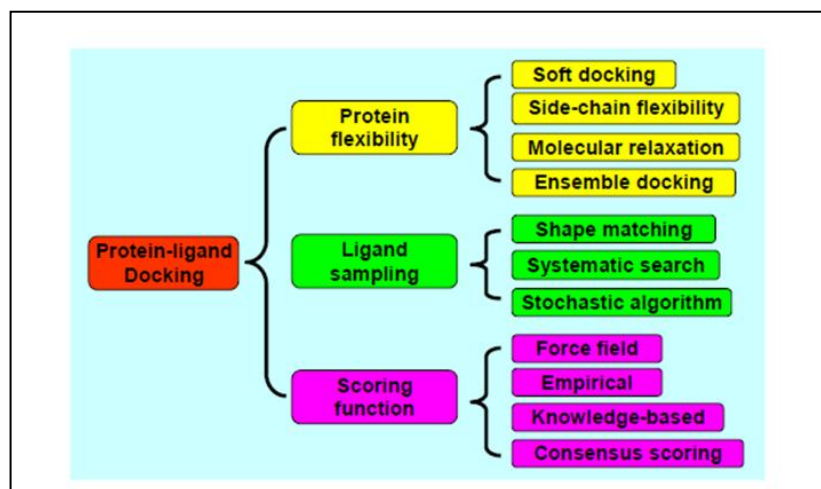 Protein-ligand
Docking
Protein
flexibility
Soft docking
Side-chain flexibility
Molecular relaxation
Ensemble docking
Ligand
sampling
Shape matching
Systematic search
Stochastic algorithm
Scoring
function
Force field
Empirical
Knowledge-based
Consensus scoring